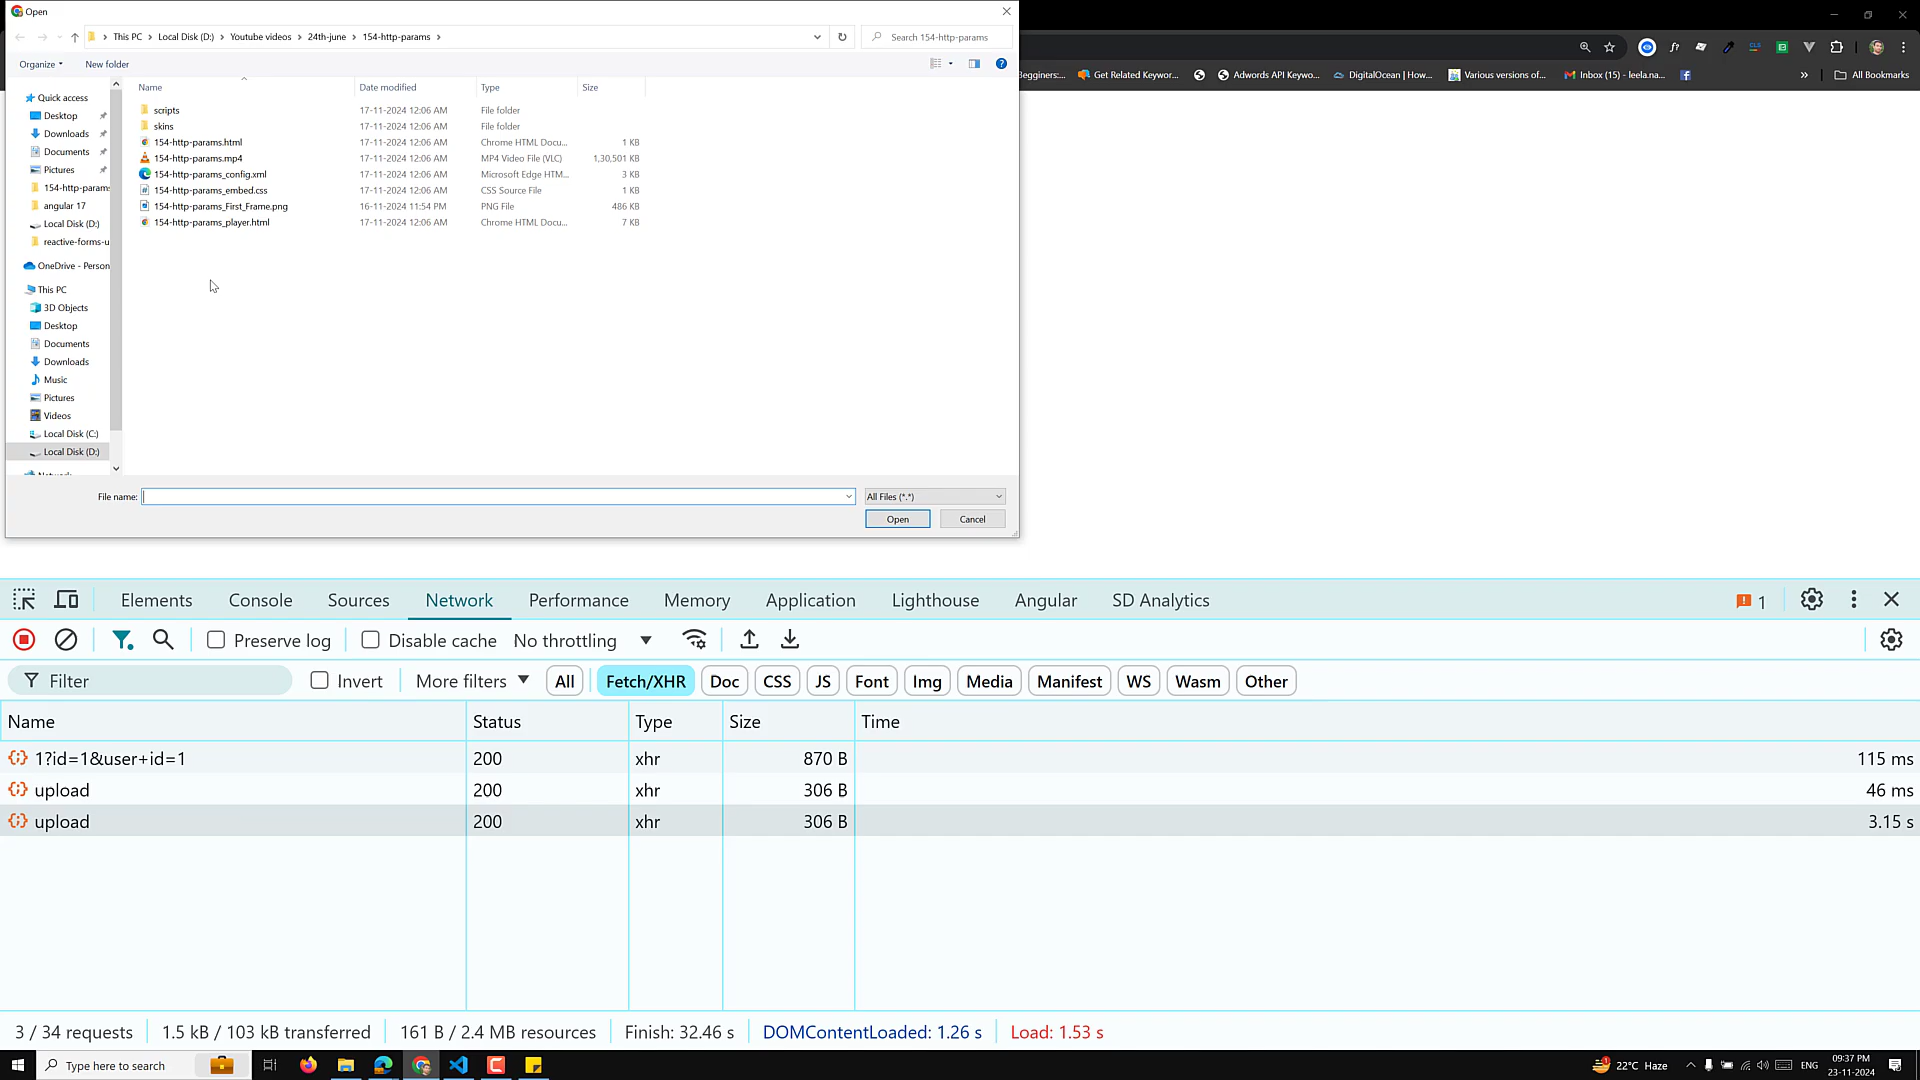 Open
This PC > Local Disk (D:) > Youtube videos > 24th-june > 154-http-params >
Search 154-http-params
Organize
New folder
Name Date modified Type Size
scripts 17-11-2024 12:06 AM File folder
skins 17-11-2024 12:06 AM File folder
154-http-params.html 17-11-2024 12:06 AM Chrome HTML Docu... 1 KB
154-http-params.mp4 17-11-2024 12:06 AM MP4 Video File (VLC) 1,30,501 KB
154-http-params_config.xml 17-11-2024 12:06 AM Microsoft Edge HTM... 3 KB
154-http-params_embed.css 17-11-2024 12:06 AM CSS Source File 1 KB
154-http-params_First_Frame.png 16-11-2024 11:54 PM PNG File 486 KB
154-http-params_player.html 17-11-2024 12:06 AM Chrome HTML Docu... 7 KB
Quick access
Desktop
Downloads
Documents
Pictures
154-http-params
angular 17
Local Disk (D:)
reactive-forms-u
OneDrive - Person
This PC
3D Objects
Desktop
Documents
Downloads
Music
Pictures
Videos
Local Disk (C:)
Local Disk (D:)
File name:
All Files (*.*)
Open Cancel
Begginers:... Get Related Keywor... Adwords API Keywo... DigitalOcean | How... Various versions of... Inbox (15) - leela.na... » All Bookmarks
Elements Console Sources Network Performance Memory Application Lighthouse Angular SD Analytics 1
Preserve log Disable cache No throttling
Filter Invert More filters All Fetch/XHR Doc CSS JS Font Img Media Manifest WS Wasm Other
Name Status Type Size Time
1?id=1&user+id=1 200 xhr 870 B 115 ms
upload 200 xhr 306 B 46 ms
upload 200 xhr 306 B 3.15 s
3 / 34 requests 1.5 kB / 103 kB transferred 161 B / 2.4 MB resources Finish: 32.46 s DOMContentLoaded: 1.26 s Load: 1.53 s
Type here to search
22°C Haze
ENG
09:37 PM
23-11-2024